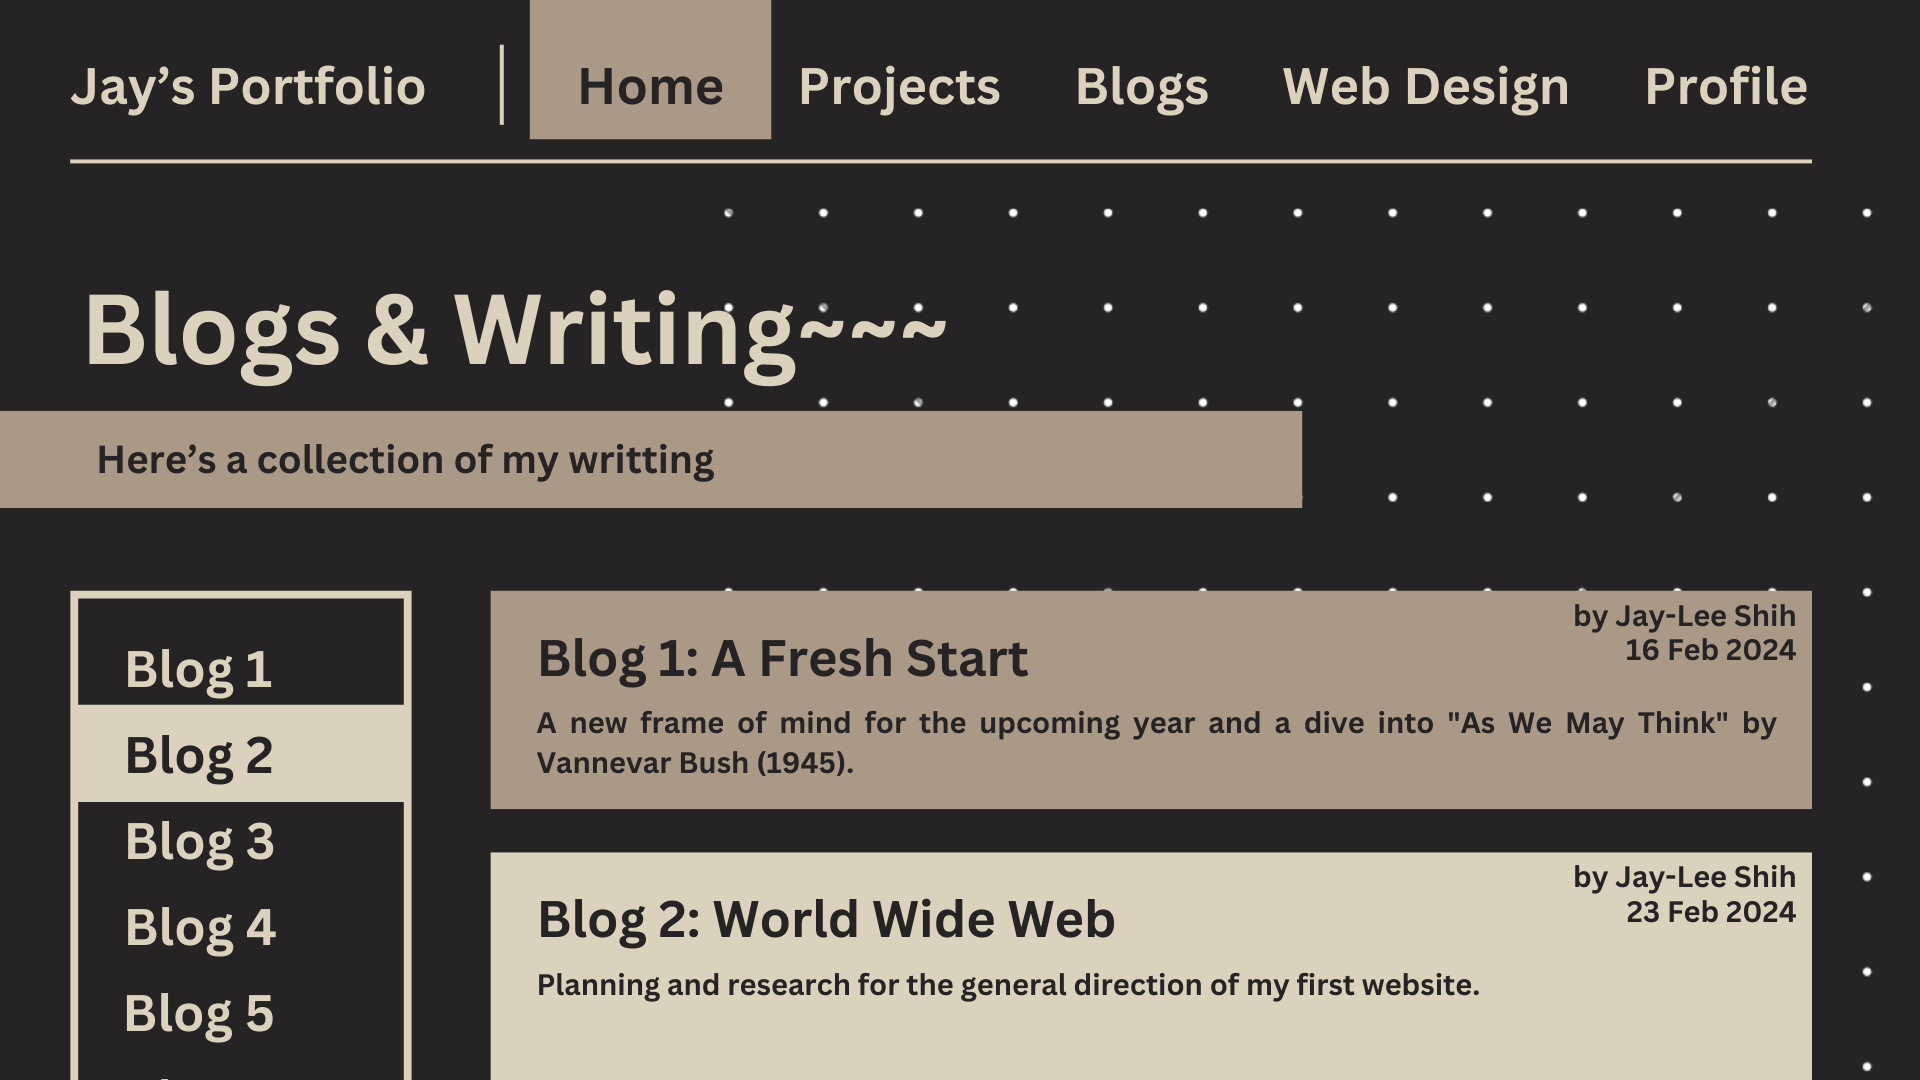 Jay’s Portfolio
Home
Projects
Blogs
Web Design
Profile
Blogs & Writing~~~
Here’s a collection of my writting
Blog 1
Blog 2
Blog 3
Blog 4
Blog 5
by Jay-Lee Shih
16 Feb 2024
Blog 1: A Fresh Start
A new frame of mind for the upcoming year and a dive into "As We May Think" by
Vannevar Bush (1945).
by Jay-Lee Shih
23 Feb 2024
Blog 2: World Wide Web
Planning and research for the general direction of my first website.